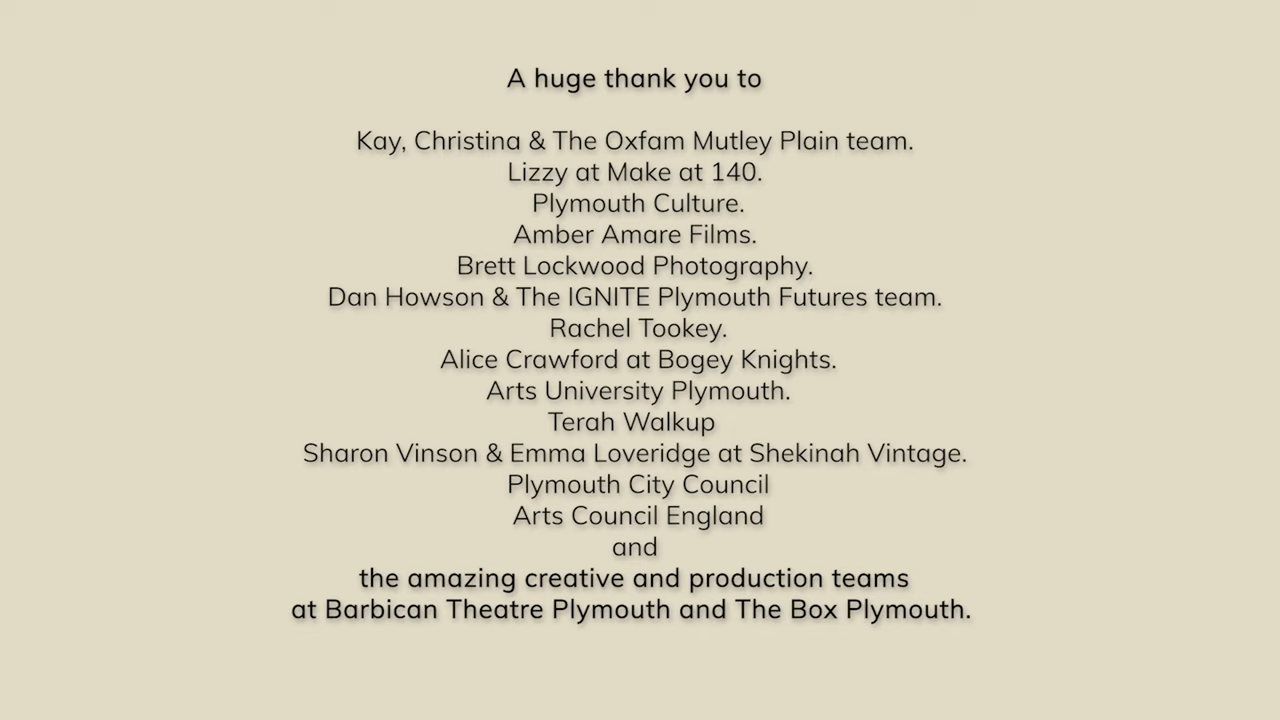 A huge thank you to
Kay, Christina & The Oxfam Mutley Plain team.
Lizzy at Make at 140.
Plymouth Culture.
Amber Amare Films.
Brett Lockwood Photography.
Dan Howson & The IGNITE Plymouth Futures team.
Rachel Tookey.
Alice Crawford at Bogey Knights.
Arts University Plymouth.
Terah Walkup
Sharon Vinson & Emma Loveridge at Shekinah Vintage.
Plymouth City Council
Arts Council England
and
the amazing creative and production teams
at Barbican Theatre Plymouth and The Box Plymouth.